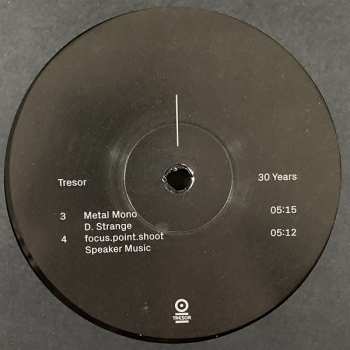 Tresor 30 Years
3 Metal Mono 05:15
D. Strange
4 focus.point.shoot 05:12
Speaker Music
TRESOR